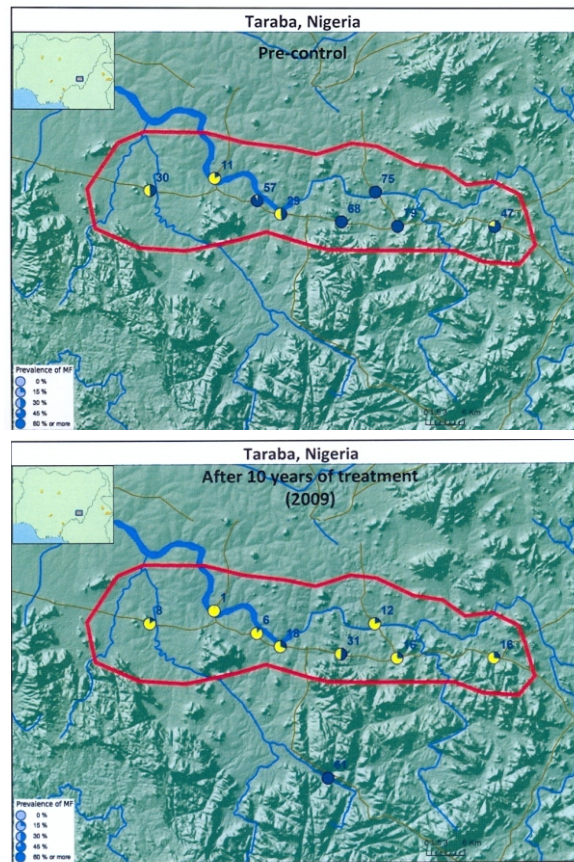 Taraba, Nigeria
Pre-control
75
11
30
57
68
47
Prevalence of MF
0 %
15 %
30 %
45 %
60 % or more
Km
Taraba, Nigeria
After 10 years of treatment
(2009)
1
12
8
6
18
31
16
Prevalence of MF
0 %
15 %
30 %
45 %
60 % or more
Km